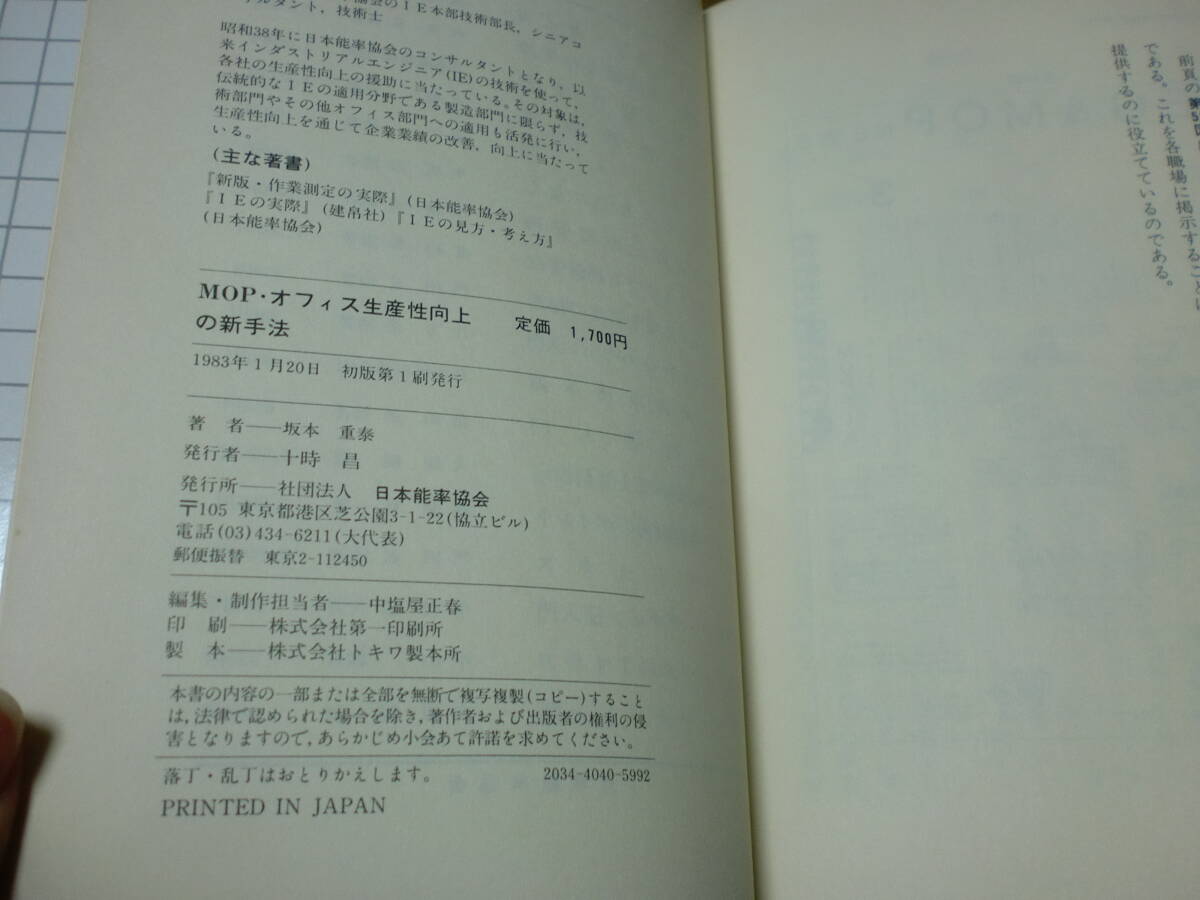 協会のIE本部技術部長，シニアコ
ルタント，技術士
昭和38年に日本能率協会のコンサルタントとなり，以
来インダストリアルエンジニア(IE)の技術を使って，
各社の生産性向上の援助に当たっている。その対象は，
伝統的なIEの適用分野である製造部門に限らず，技
術部門やその他オフィス部門への適用も活発に行い，
生産性向上を通じて企業業績の改善，向上に当たって
いる。
(主な著書)
『新版・作業測定の実際』(日本能率協会)
『IEの実際』(建帛社)『IEの見方・考え方』
(日本能率協会)
MOP・オフィス生産性向上 定価 1,700円
の新手法
1983年1月20日 初版第1刷発行
著 者──坂本 重泰
発行者──十時 昌
発行所──社団法人 日本能率協会
〒105 東京都港区芝公園3-1-22(協立ビル)
電話(03)434-6211(大代表)
郵便振替 東京2-112450
編集・制作担当者──中塩屋正春
印 刷──株式会社第一印刷所
製 本──株式会社トキワ製本所
本書の内容の一部または全部を無断で複写複製(コピー)すること
は，法律で認められた場合を除き，著作者および出版者の権利の侵
害となりますので，あらかじめ小会あて許諾を求めてください。
落丁・乱丁はおとりかえします。 2034-4040-5992
PRINTED IN JAPAN
前頁の第5図
である。これを各職場に掲示することは
提供するのに役立てているのである。